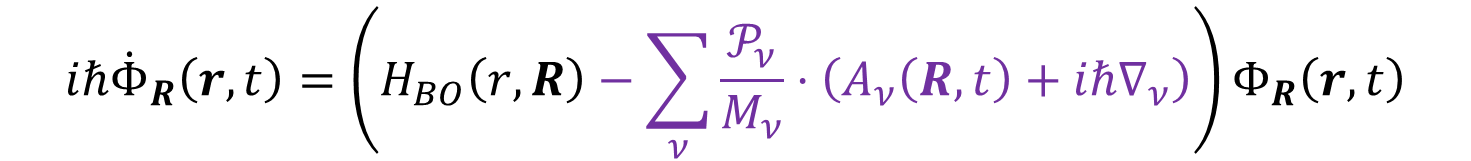 iħΦ̇_𝑹(𝒓, t) = (H_BO(r, 𝑹) − ∑_ν 𝒫_ν/M_ν · (A_ν(𝑹, t) + iħ∇_ν)) Φ_𝑹(𝒓, t)